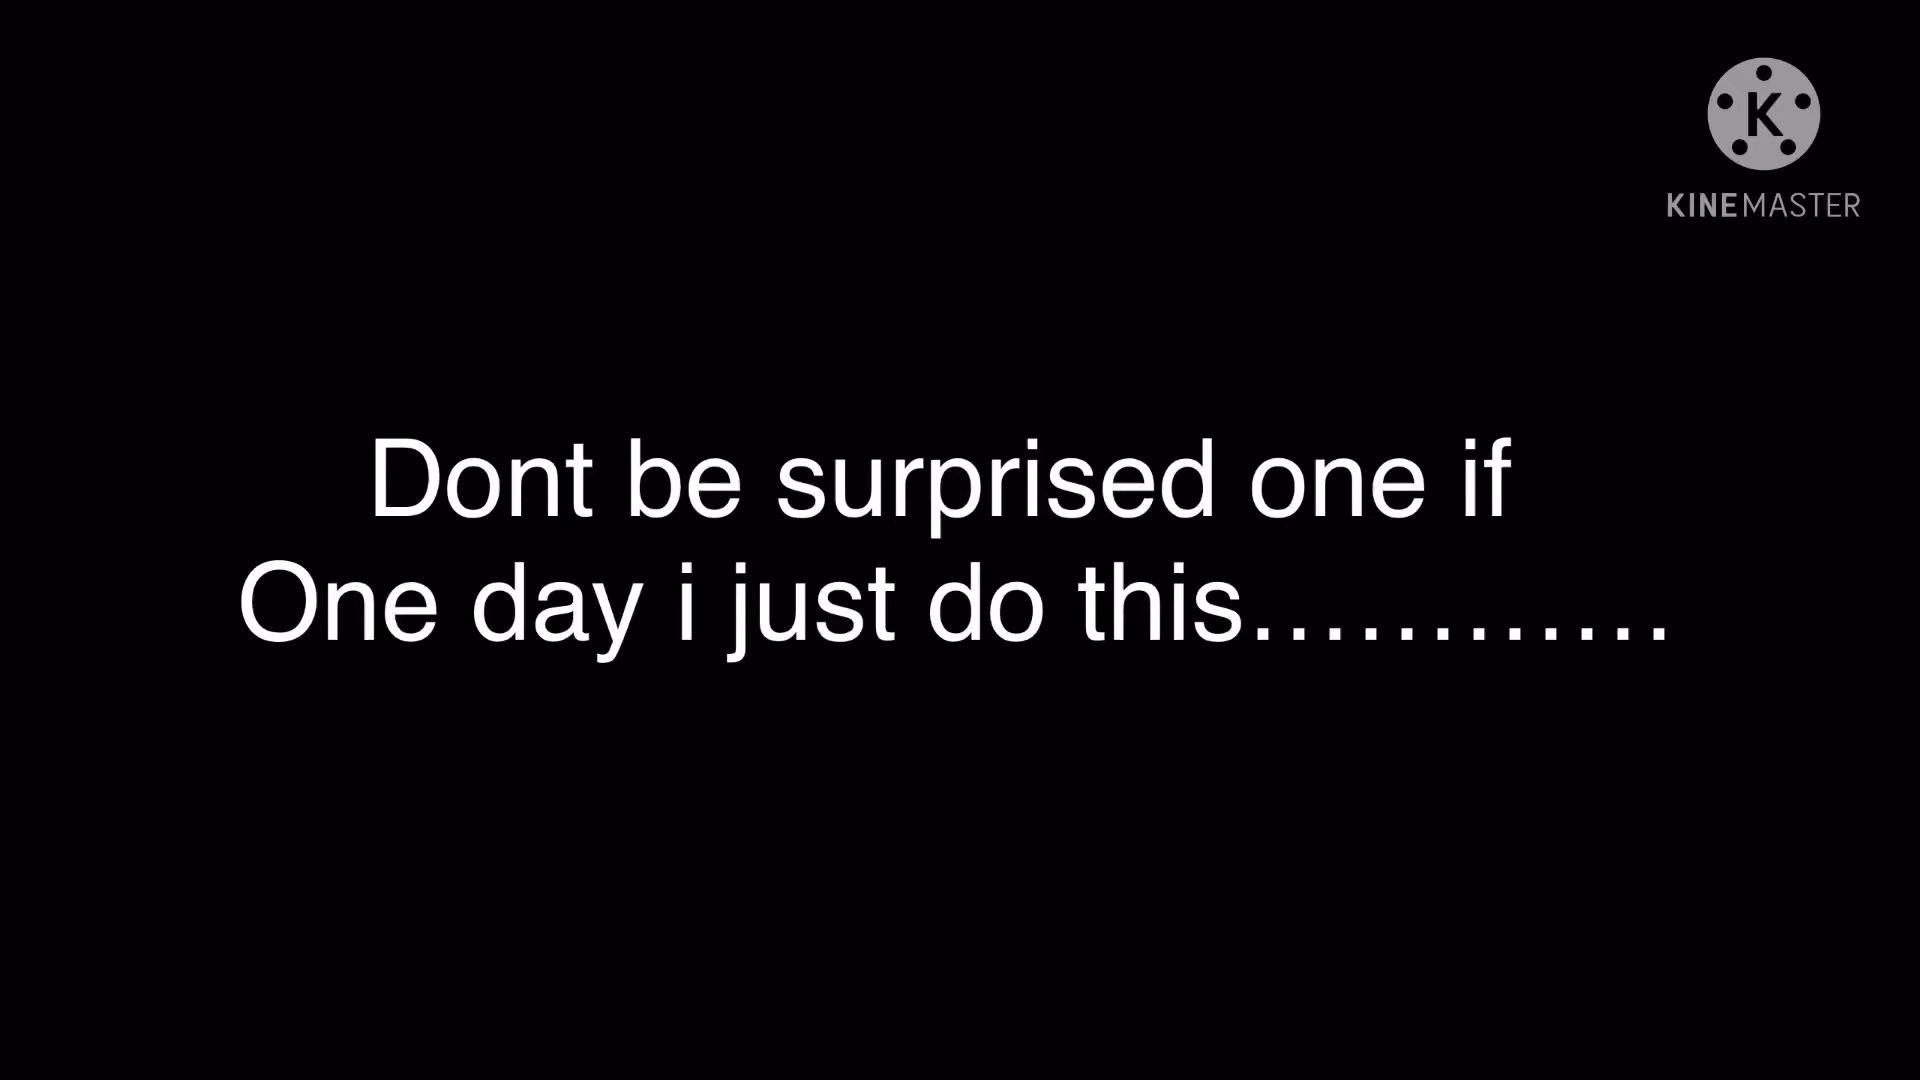 K
KINEMASTER
Dont be surprised one if
One day i just do this............